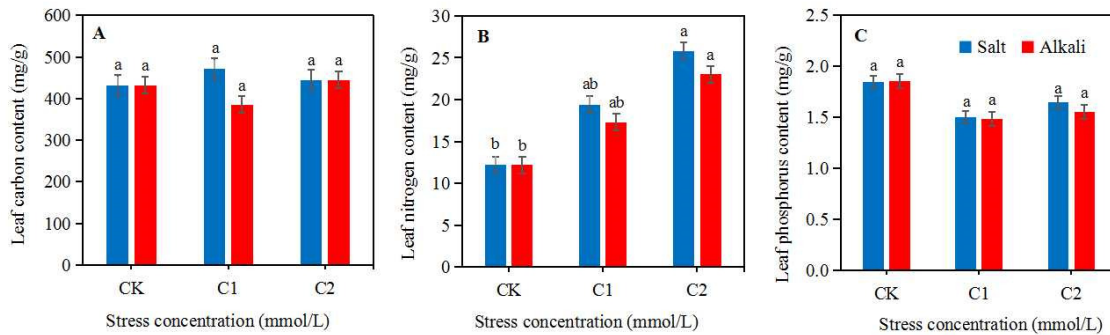 A
Leaf carbon content (mg/g)
600
500
400
300
200
100
0
a a a a a a
CK C1 C2
Stress concentration (mmol/L)
B
Leaf nitrogen content (mg/g)
30
25
20
15
10
5
0
b b ab ab a a
CK C1 C2
Stress concentration (mmol/L)
C
Salt Alkali
Leaf phosphorus content (mg/g)
2.5
2.0
1.5
1.0
0.5
0.0
a a a a a a
CK C1 C2
Stress concentration (mmol/L)